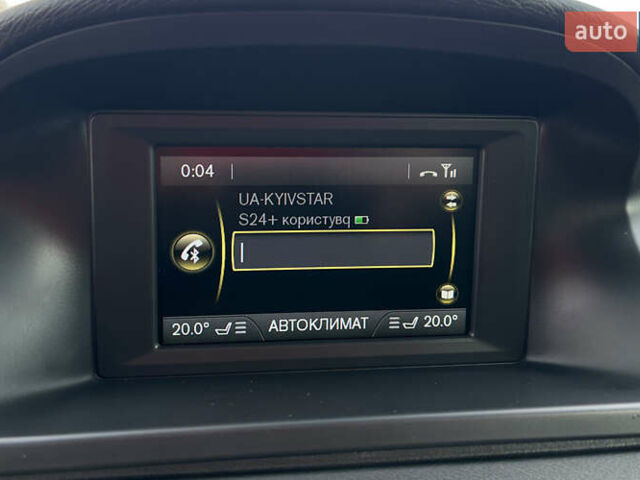 auto
0:04
UA-KYIVSTAR
S24+ користувq
20.0° АВТОКЛИМАТ 20.0°